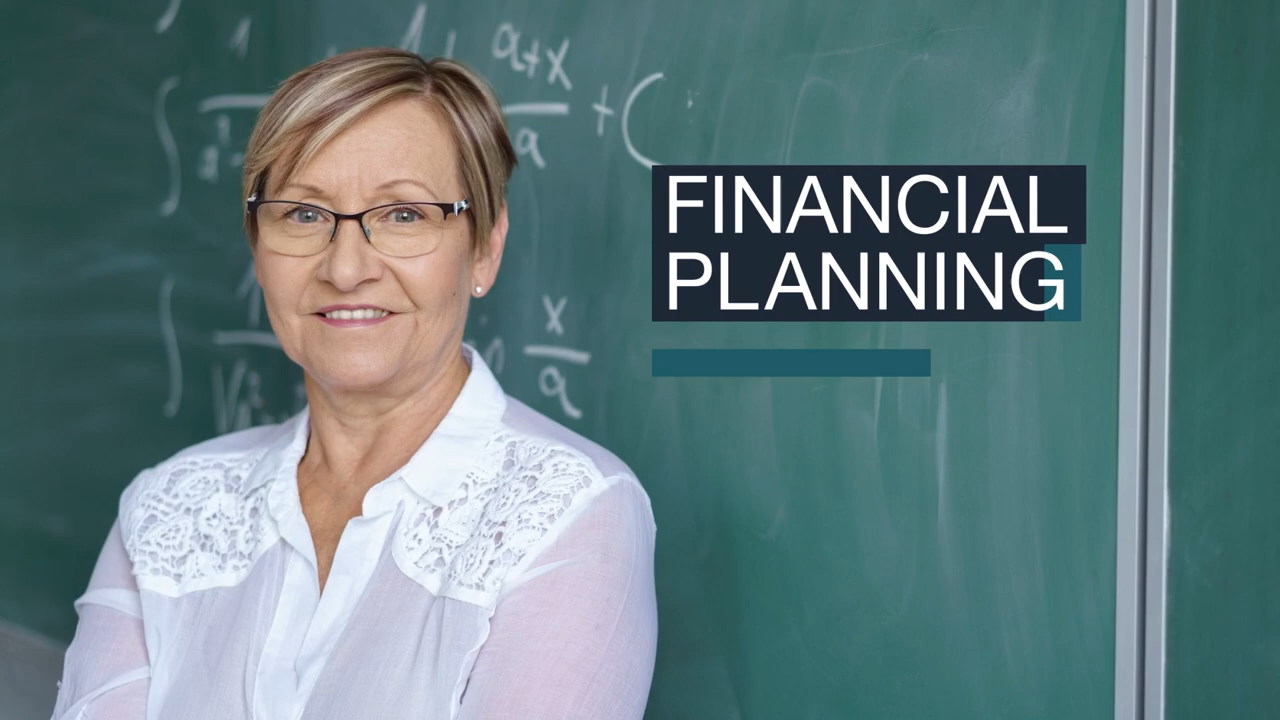 a+x
a
+ C
FINANCIAL
PLANNING
x
a